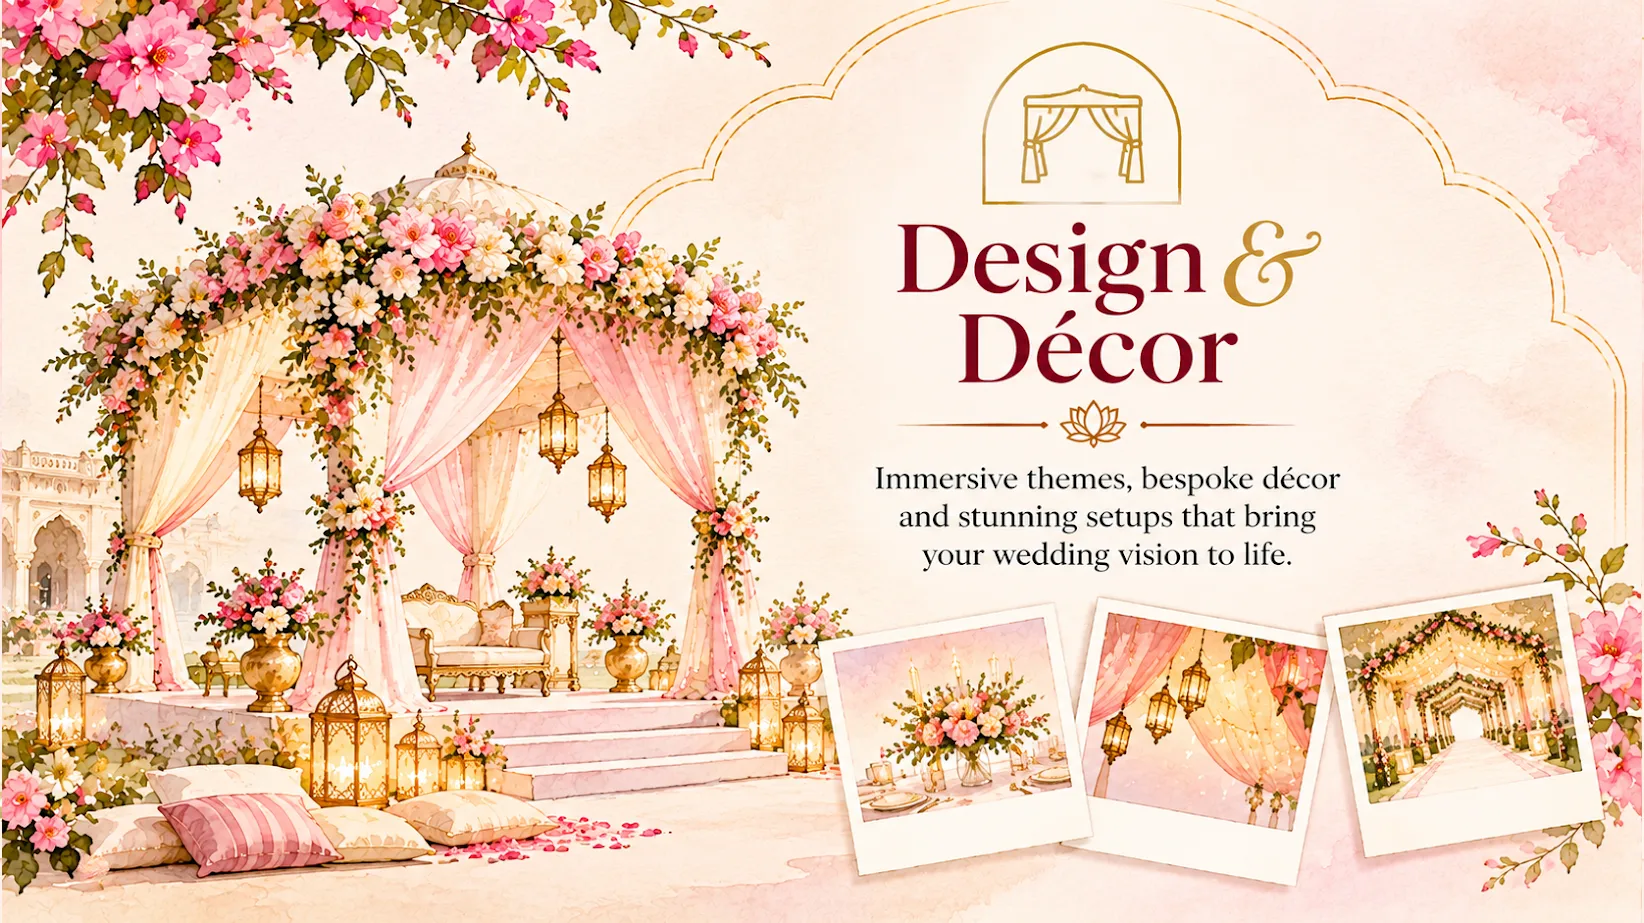 Design &
Décor
Immersive themes, bespoke décor
and stunning setups that bring
your wedding vision to life.